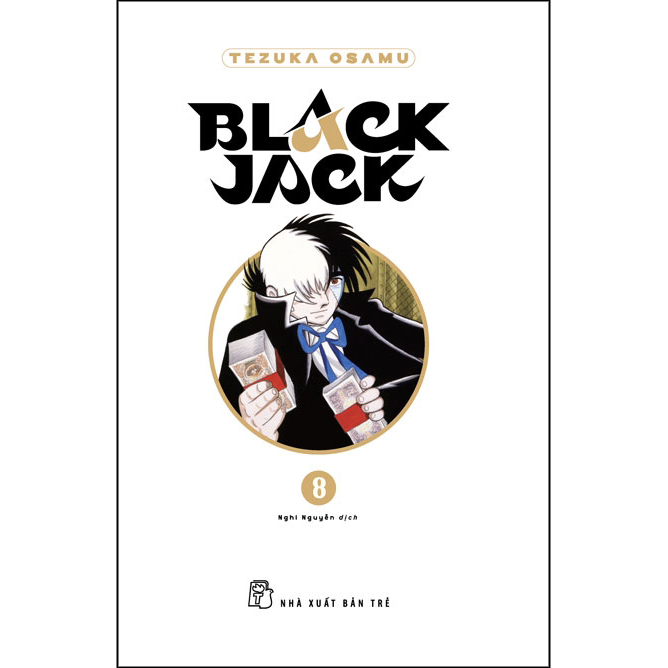 TEZUKA OSAMU
BLACK
JACK
8
Nghi Nguyễn dịch
NHÀ XUẤT BẢN TRẺ